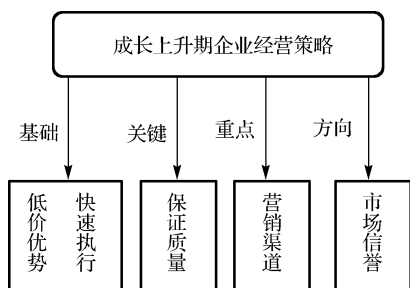 成长上升期企业经营策略
基础
关键
重点
方向
低价优势
快速执行
保证质量
营销渠道
市场信誉